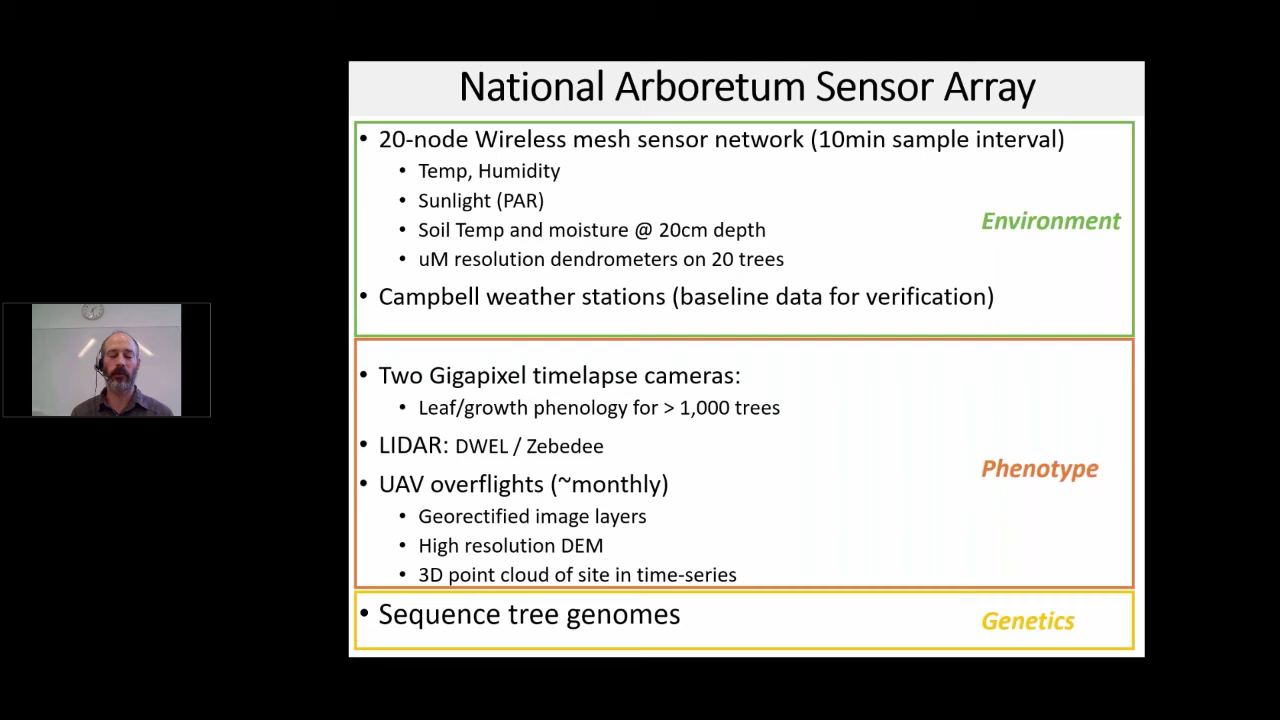 National Arboretum Sensor Array
• 20-node Wireless mesh sensor network (10min sample interval)
• Temp, Humidity
• Sunlight (PAR)
• Soil Temp and moisture @ 20cm depth
• uM resolution dendrometers on 20 trees
Environment
• Campbell weather stations (baseline data for verification)
• Two Gigapixel timelapse cameras:
• Leaf/growth phenology for > 1,000 trees
• LIDAR: DWEL / Zebedee
• UAV overflights (~monthly)
• Georectified image layers
• High resolution DEM
• 3D point cloud of site in time-series
Phenotype
• Sequence tree genomes
Genetics